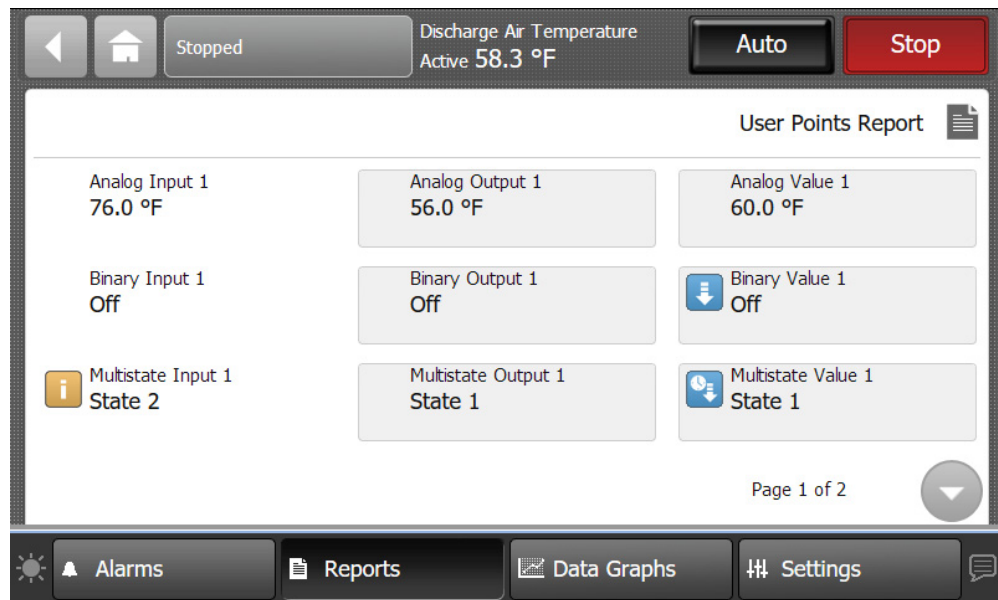 Stopped
Discharge Air Temperature
Active 58.3 °F
Auto
Stop
User Points Report
Analog Input 1
76.0 °F
Analog Output 1
56.0 °F
Analog Value 1
60.0 °F
Binary Input 1
Off
Binary Output 1
Off
Binary Value 1
Off
i
Multistate Input 1
State 2
Multistate Output 1
State 1
Multistate Value 1
State 1
Page 1 of 2
Alarms
Reports
Data Graphs
Settings